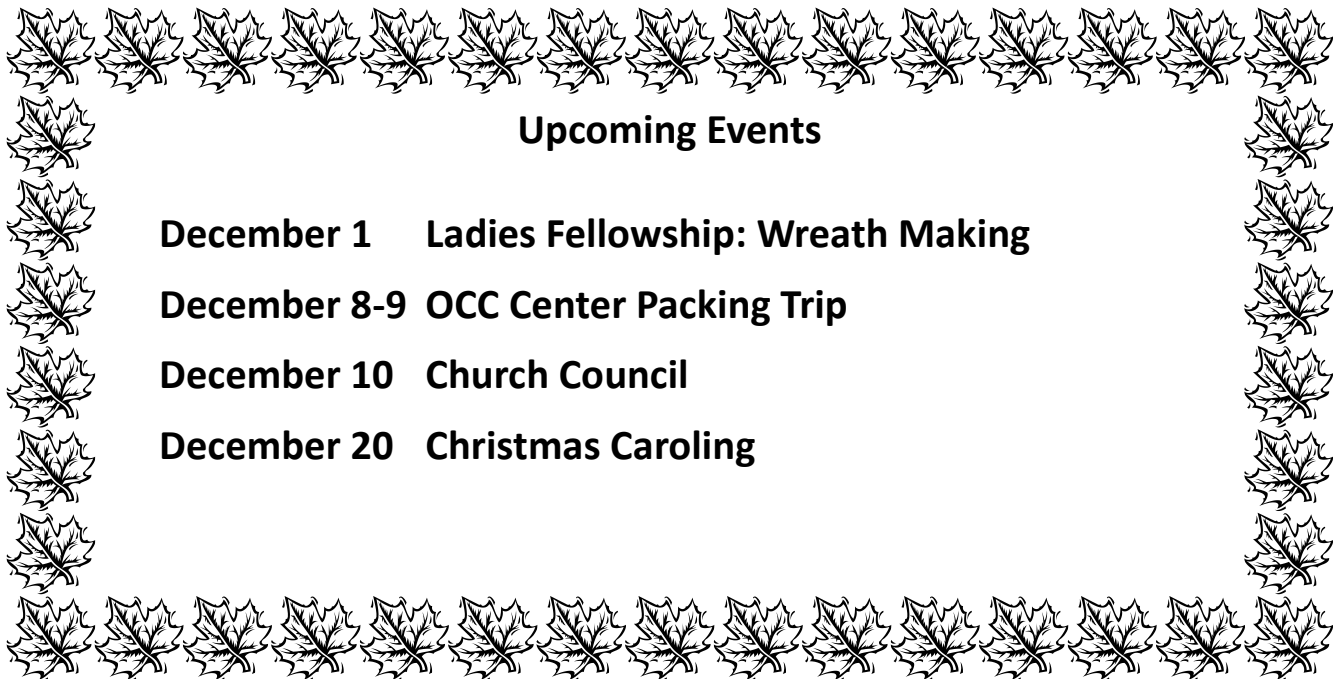 Upcoming Events
December 1 Ladies Fellowship: Wreath Making
December 8-9 OCC Center Packing Trip
December 10 Church Council
December 20 Christmas Caroling